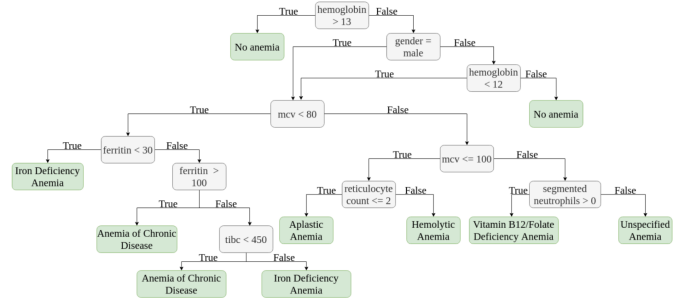 hemoglobin
> 13
True
False
No anemia
gender =
male
True
False
hemoglobin
< 12
True
False
No anemia
mcv < 80
True
False
ferritin < 30
True
False
Iron Deficiency
Anemia
ferritin >
100
True
False
Anemia of Chronic
Disease
tibc < 450
True
False
Anemia of Chronic
Disease
Iron Deficiency
Anemia
mcv <= 100
True
False
reticulocyte
count <= 2
True
False
Aplastic
Anemia
Hemolytic
Anemia
segmented
neutrophils > 0
True
False
Vitamin B12/Folate
Deficiency Anemia
Unspecified
Anemia